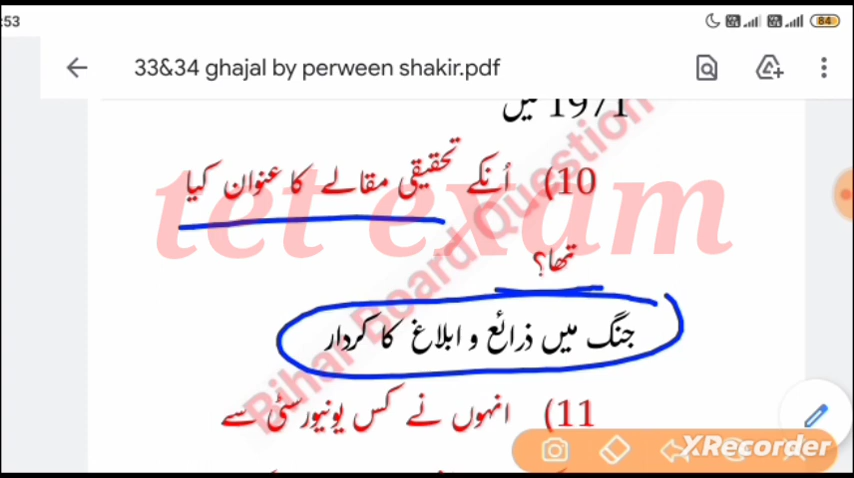 :53
84
33&34 ghajal by perween shakir.pdf
1971 میں
10) اُنکے تحقیقی مقالے کا عنوان کیا
تھا؟
جنگ میں ذرائع و ابلاغ کا کردار
11) انہوں نے کس یونیورسٹی سے
tet exam
Bihar Board Question
XRecorder